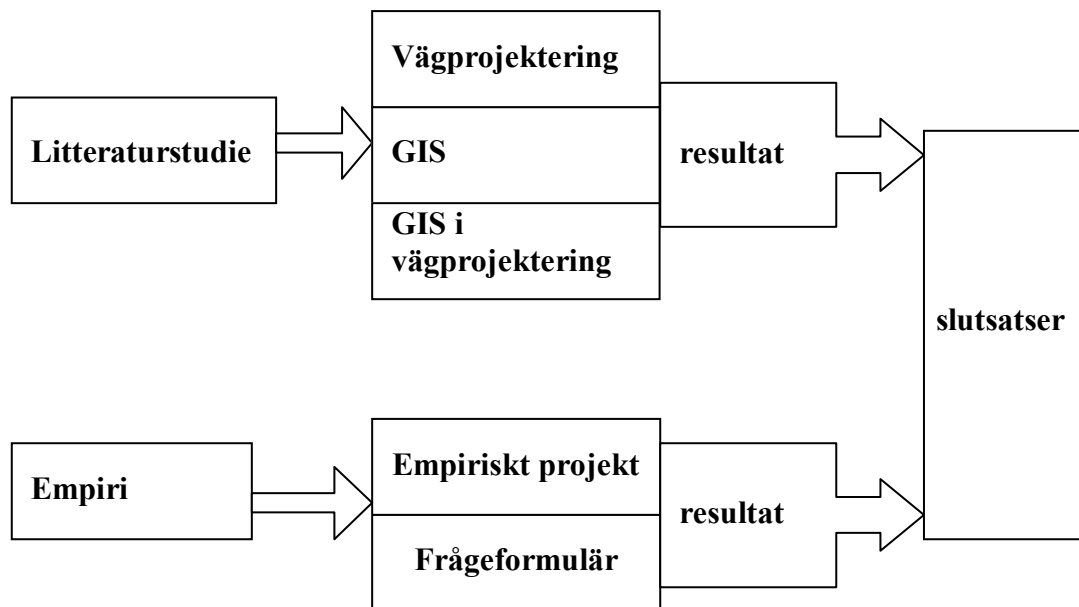 Litteraturstudie
Vägprojektering
GIS
GIS i
vägprojektering
resultat
slutsatser
Empiri
Empiriskt projekt
Frågeformulär
resultat